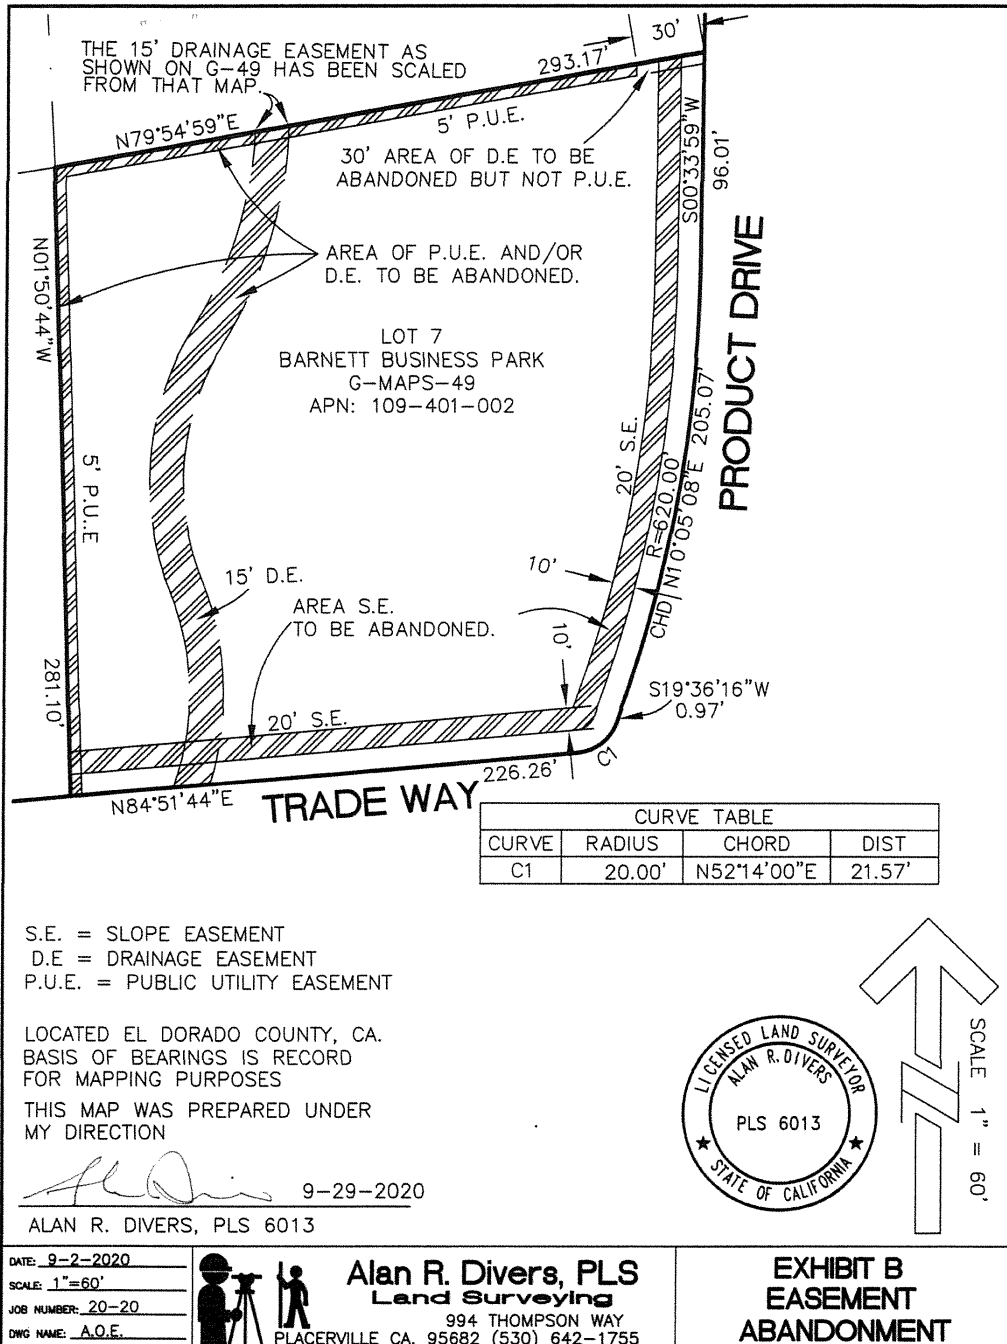 THE 15' DRAINAGE EASEMENT AS
SHOWN ON G-49 HAS BEEN SCALED
FROM THAT MAP.
30'
293.17'
N79°54'59"E
5' P.U.E.
30' AREA OF D.E TO BE
ABANDONED BUT NOT P.U.E.
S00°33'59"W
96.01'
AREA OF P.U.E. AND/OR
D.E. TO BE ABANDONED.
N01°50'44"W
PRODUCT DRIVE
LOT 7
BARNETT BUSINESS PARK
G-MAPS-49
APN: 109-401-002
5' P.U..E
20' S.E.
R=620.00'
CHD N10°05'08"E 205.07'
10'
15' D.E.
AREA S.E.
TO BE ABANDONED.
10'
281.10'
S19°36'16"W
0.97'
20' S.E.
C1
226.26'
N84°51'44"E
TRADE WAY
CURVE TABLE
CURVE RADIUS CHORD DIST
C1 20.00' N52°14'00"E 21.57'
S.E. = SLOPE EASEMENT
D.E = DRAINAGE EASEMENT
P.U.E. = PUBLIC UTILITY EASEMENT
LOCATED EL DORADO COUNTY, CA.
BASIS OF BEARINGS IS RECORD
FOR MAPPING PURPOSES
THIS MAP WAS PREPARED UNDER
MY DIRECTION
9-29-2020
ALAN R. DIVERS, PLS 6013
LICENSED LAND SURVEYOR
ALAN R. DIVERS
PLS 6013
STATE OF CALIFORNIA
SCALE 1" = 60'
DATE: 9-2-2020
SCALE: 1"=60'
JOB NUMBER: 20-20
DWG NAME: A.O.E.
Alan R. Divers, PLS
Land Surveying
994 THOMPSON WAY
PLACERVILLE CA. 95682 (530) 642-1755
EXHIBIT B
EASEMENT
ABANDONMENT